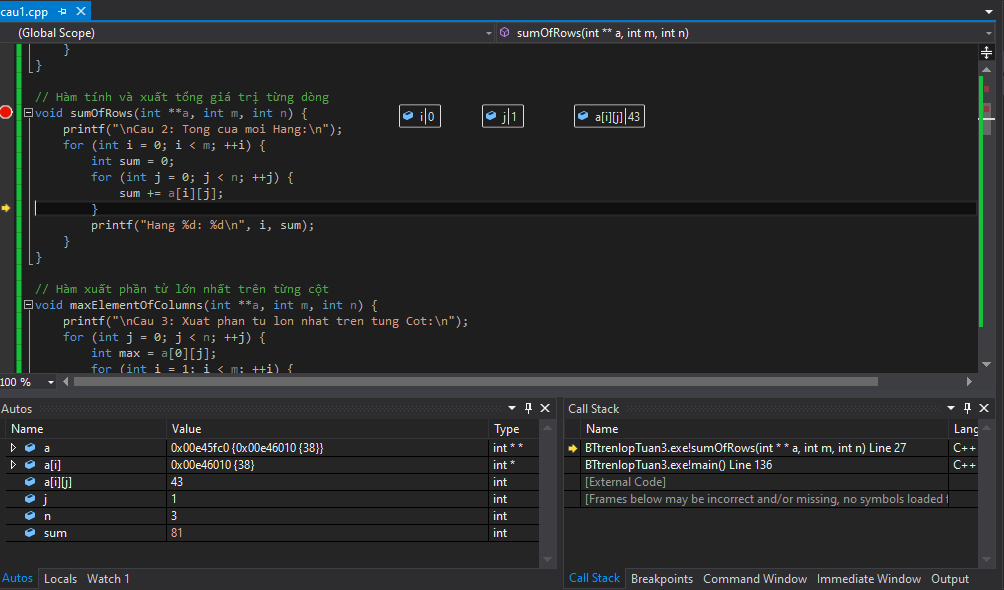 cau1.cpp
(Global Scope) sumOfRows(int ** a, int m, int n)
}
}
// Hàm tính và xuất tổng giá trị từng dòng
void sumOfRows(int **a, int m, int n) {
i|0 j|1 a[i][j]|43
printf("\nCau 2: Tong cua moi Hang:\n");
for (int i = 0; i < m; ++i) {
int sum = 0;
for (int j = 0; j < n; ++j) {
sum += a[i][j];
}
printf("Hang %d: %d\n", i, sum);
}
}
// Hàm xuất phần tử lớn nhất trên từng cột
void maxElementOfColumns(int **a, int m, int n) {
printf("\nCau 3: Xuat phan tu lon nhat tren tung Cot:\n");
for (int j = 0; j < n; ++j) {
int max = a[0][j];
for (int i = 1; i < m; ++i) {
100 %
Autos
Name Value Type
a 0x00e45fc0 {0x00e46010 {38}} int * *
a[i] 0x00e46010 {38} int *
a[i][j] 43 int
j 1 int
n 3 int
sum 81 int
Autos Locals Watch 1
Call Stack
Name Lang
BTtrenlopTuan3.exe!sumOfRows(int * * a, int m, int n) Line 27 C++
BTtrenlopTuan3.exe!main() Line 136 C++
[External Code]
[Frames below may be incorrect and/or missing, no symbols loaded f
Call Stack Breakpoints Command Window Immediate Window Output